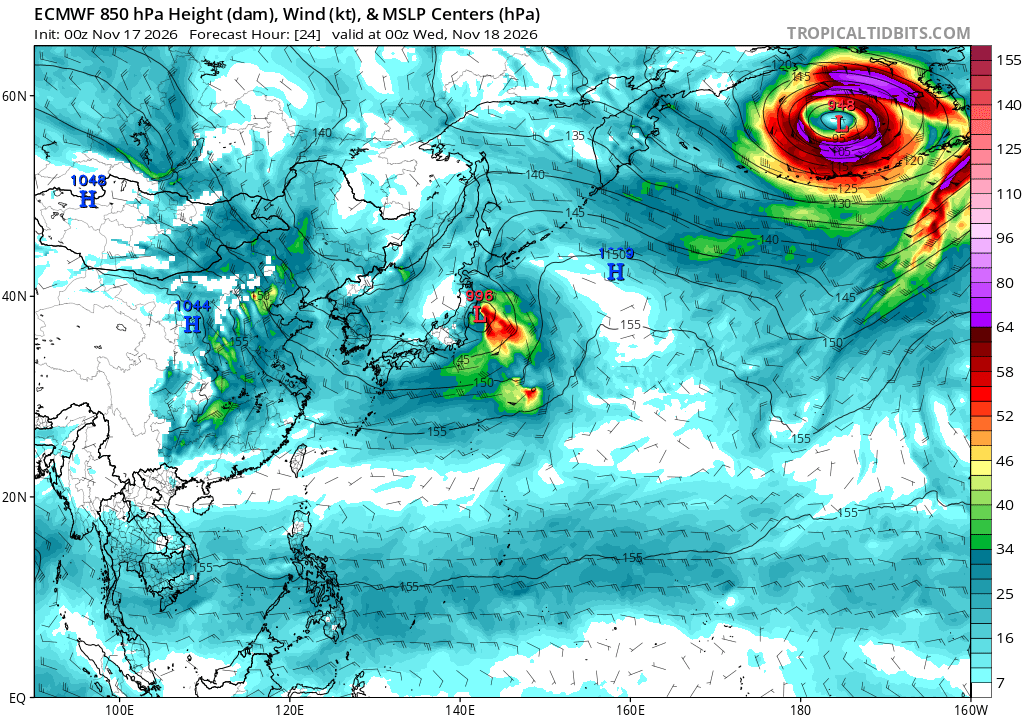 ECMWF 850 hPa Height (dam), Wind (kt), & MSLP Centers (hPa)
Init: 00z Nov 17 2026 Forecast Hour: [24] valid at 00z Wed, Nov 18 2026
TROPICALTIDBITS.COM
155
140
125
110
96
80
64
58
52
46
40
34
25
16
7
60N
40N
20N
EQ
100E
120E
140E
160E
180
160W
120
115
948
L
105
120
125
130
140
135
140
145
1048
H
140
145
150
H
1044
H
155
150
996
L
145
150
155
155
155
155
155
155
155